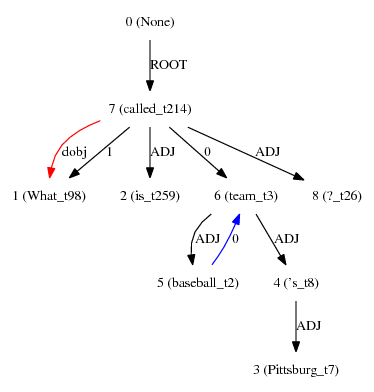 0 (None)
ROOT
7 (called_t214)
dobj 1 ADJ 0 ADJ
1 (What_t98) 2 (is_t259) 6 (team_t3) 8 (?_t26)
ADJ 0 ADJ
5 (baseball_t2) 4 ('s_t8)
ADJ
3 (Pittsburg_t7)